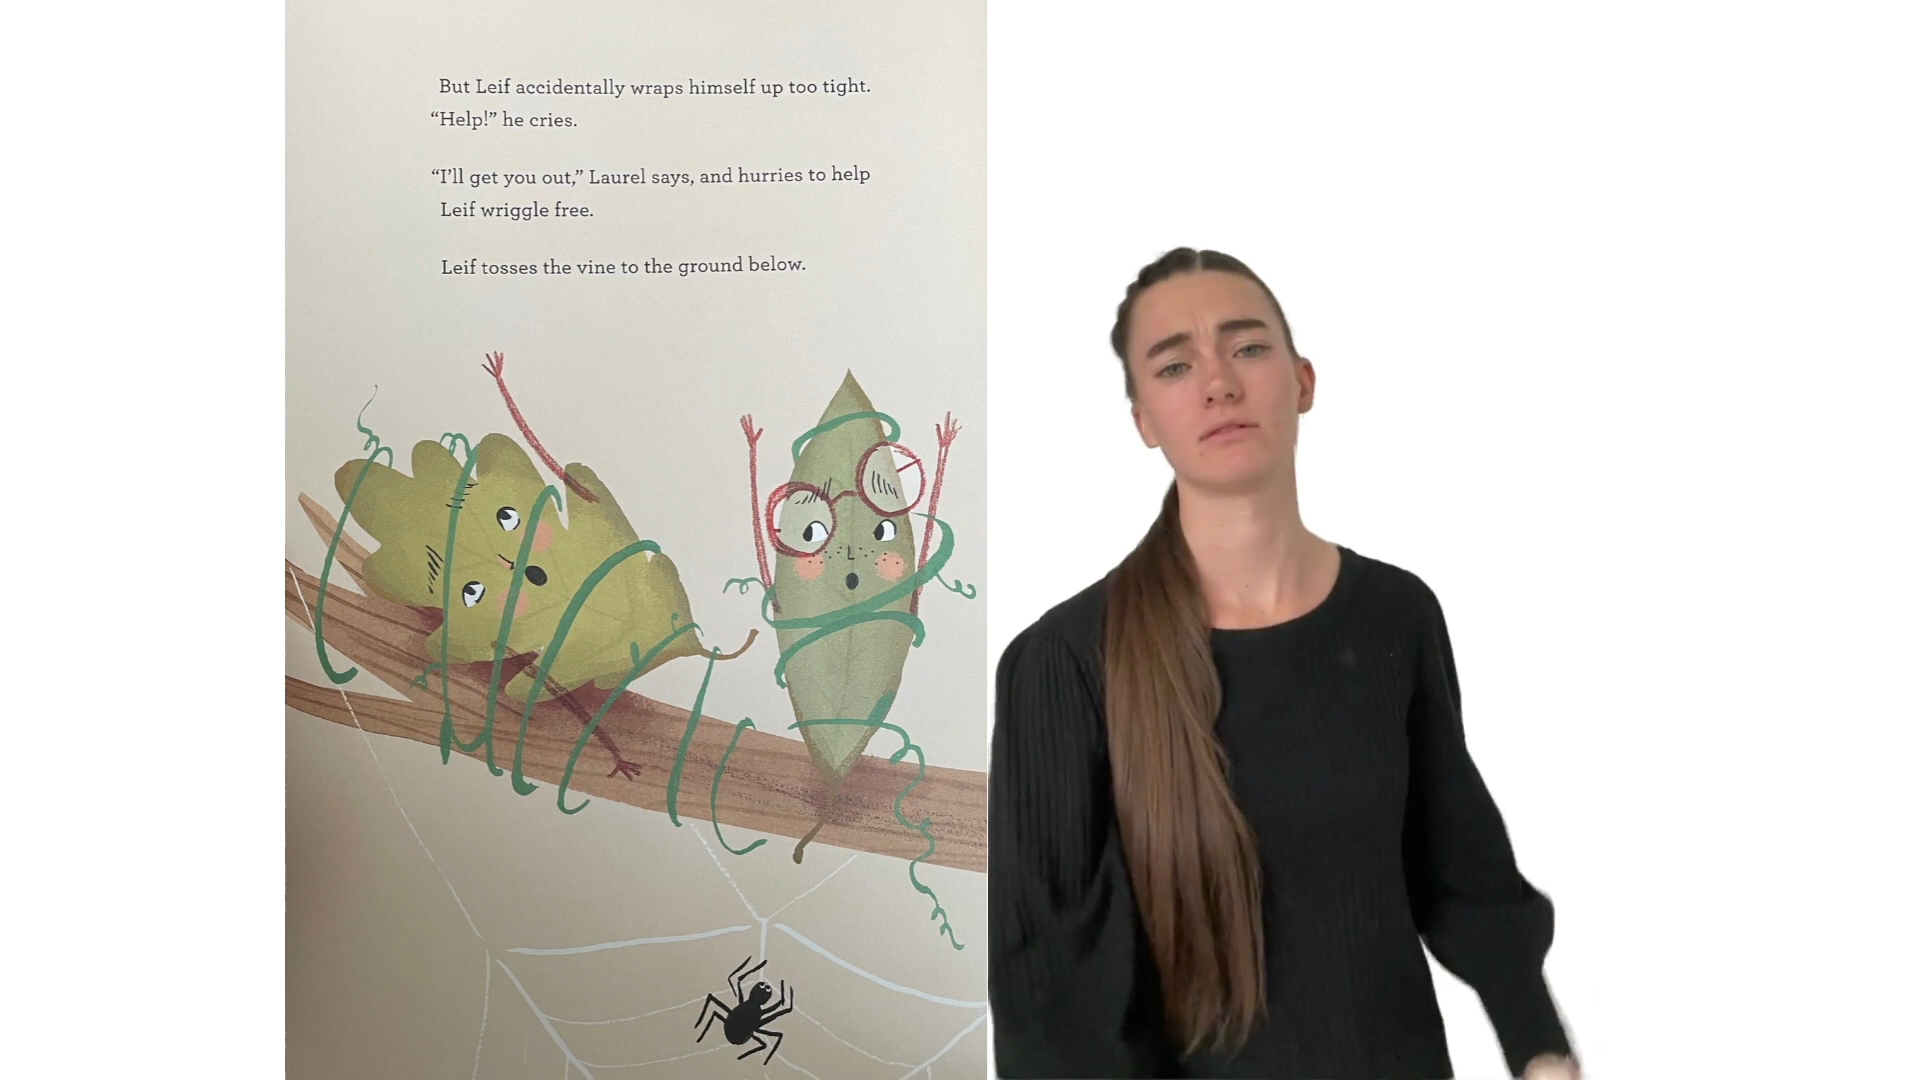 But Leif accidentally wraps himself up too tight.
“Help!” he cries.
“I’ll get you out,” Laurel says, and hurries to help
Leif wriggle free.
Leif tosses the vine to the ground below.